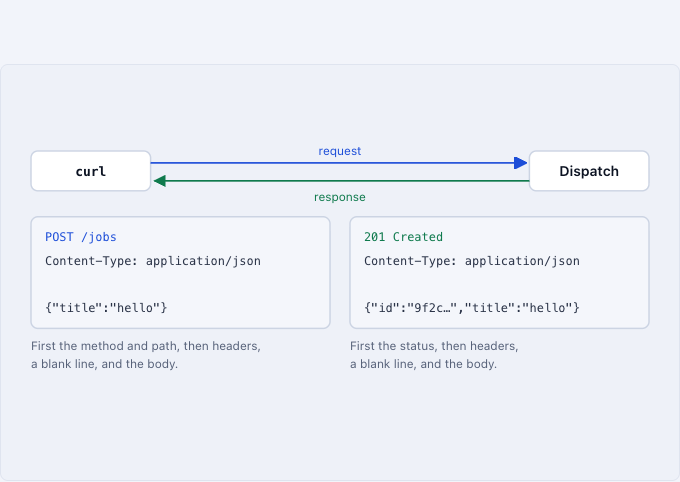 request
curl
Dispatch
response
POST /jobs
Content-Type: application/json
{"title":"hello"}
First the method and path, then headers,
a blank line, and the body.
201 Created
Content-Type: application/json
{"id":"9f2c…","title":"hello"}
First the status, then headers,
a blank line, and the body.